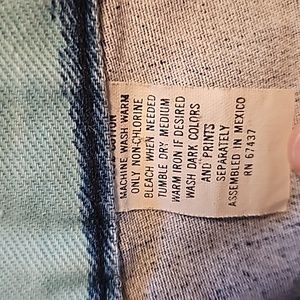 COTTON
MACHINE WASH WARM
ONLY NON-CHLORINE
BLEACH WHEN NEEDED
TUMBLE DRY MEDIUM
WARM IRON IF DESIRED
WASH DARK COLORS
AND PRINTS
SEPARATELY
ASSEMBLED IN MEXICO
RN 67437